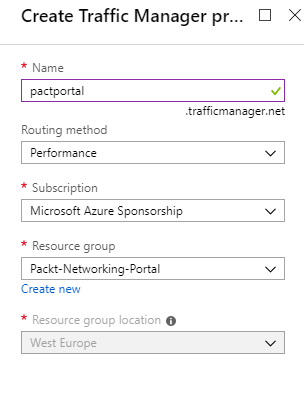 Create Traffic Manager pr...
* Name
pactportal
.trafficmanager.net
Routing method
Performance
* Subscription
Microsoft Azure Sponsorship
* Resource group
Packt-Networking-Portal
Create new
* Resource group location
West Europe